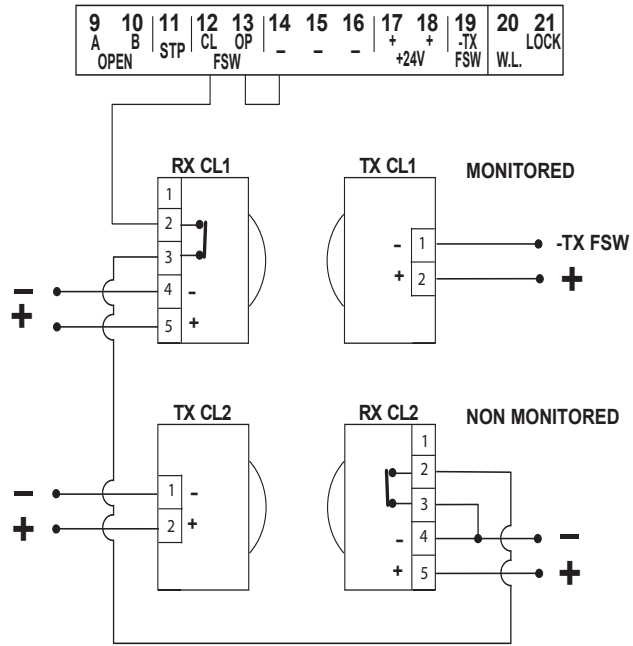 9 10 11 12 13 14 15 16 17 18 19 20 21
A B STP CL OP – – – + + -TX LOCK
OPEN FSW +24V FSW W.L.
RX CL1 TX CL1 MONITORED
1
2
3
4 -
5 +
- +
- 1 -TX FSW
+ 2 +
TX CL2 RX CL2 NON MONITORED
1 -
2 +
- +
1
2
3
- 4 -
+ 5 +